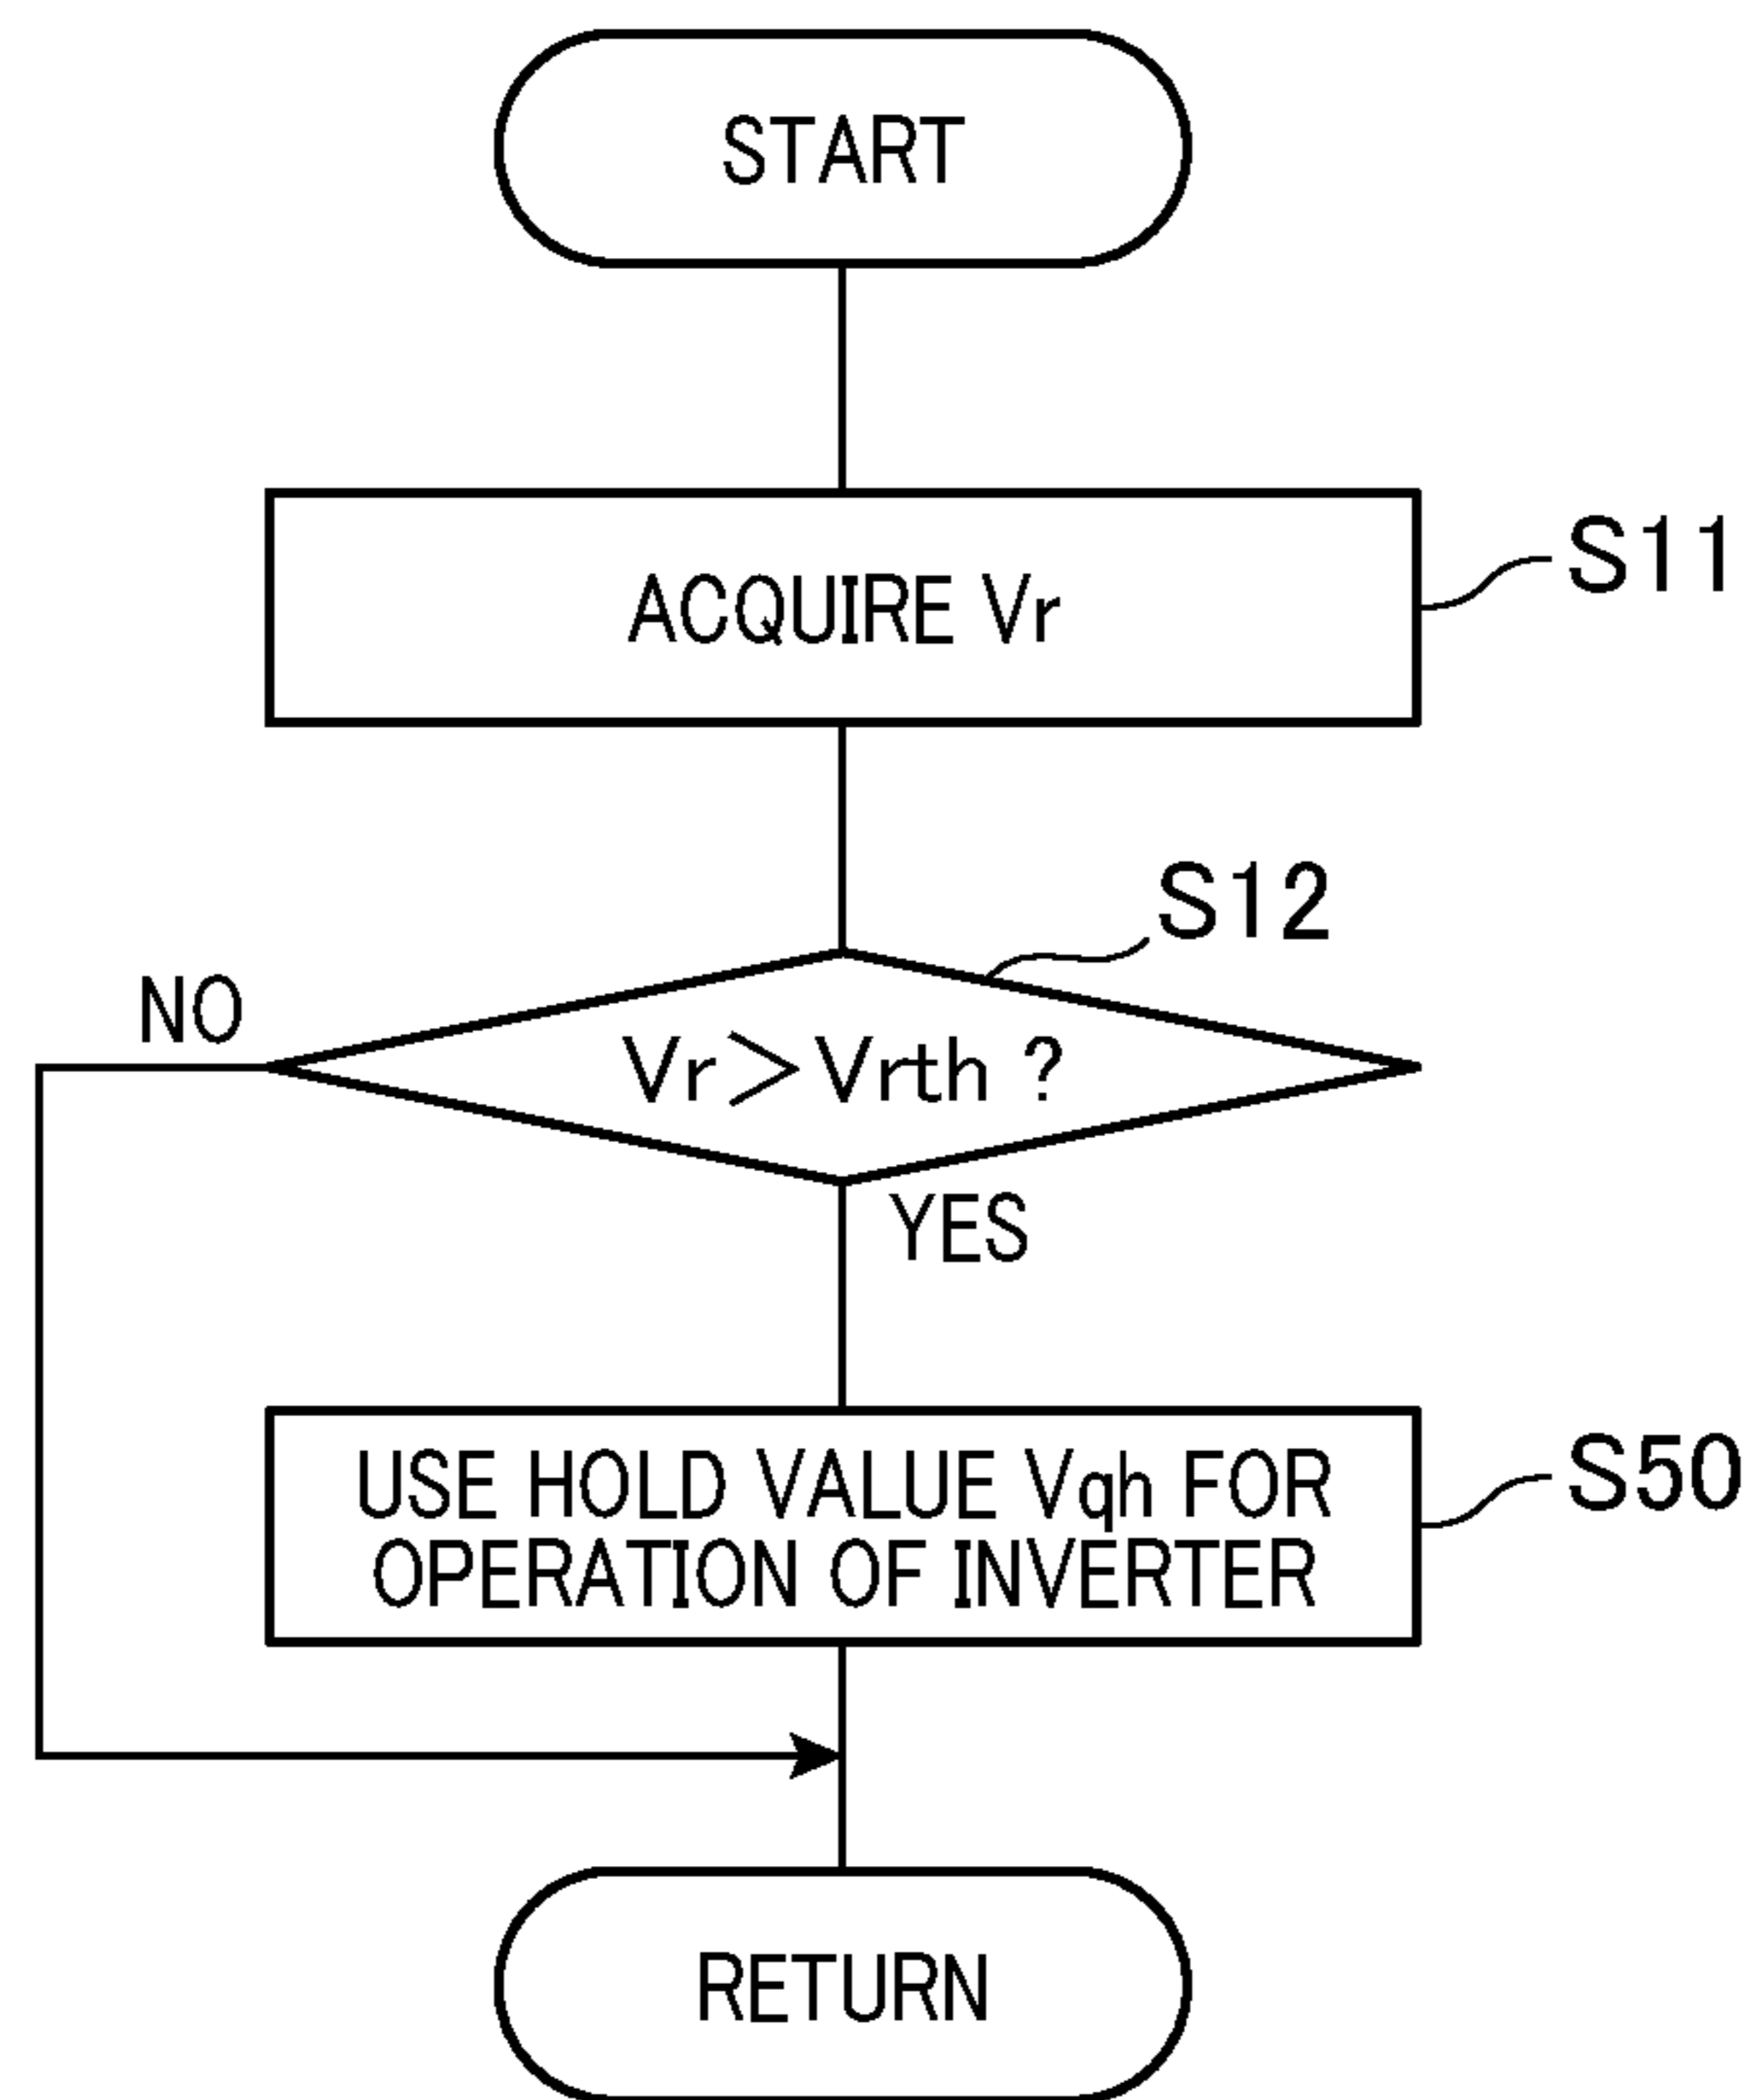 START
ACQUIRE Vr
S11
S12
NO
Vr>Vrth ?
YES
USE HOLD VALUE Vqh FOR
OPERATION OF INVERTER
S50
RETURN